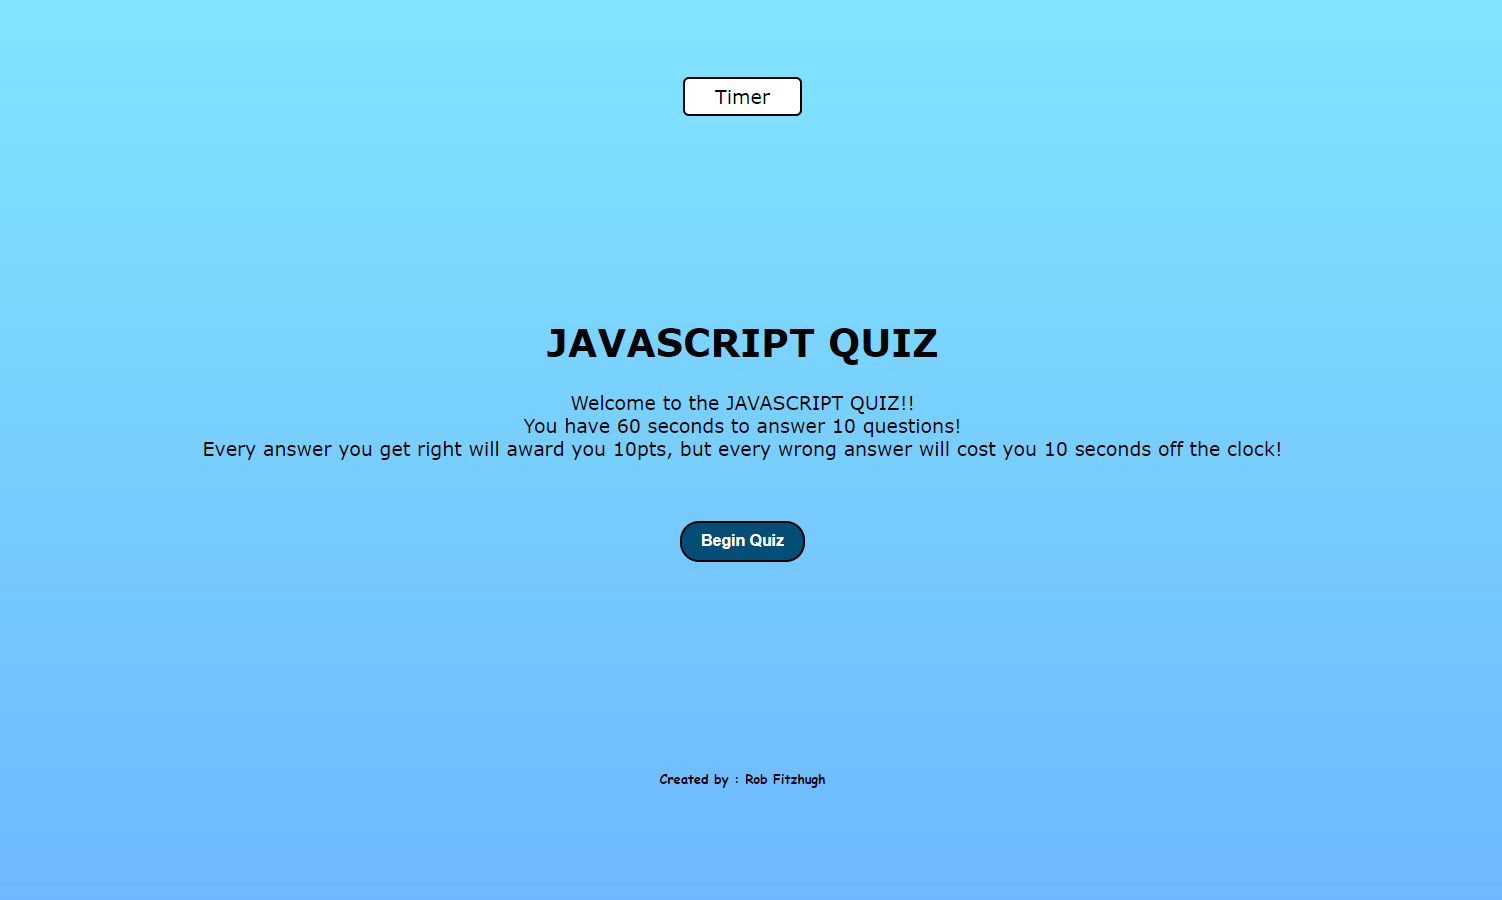 Timer
JAVASCRIPT QUIZ
Welcome to the JAVASCRIPT QUIZ!!
You have 60 seconds to answer 10 questions!
Every answer you get right will award you 10pts, but every wrong answer will cost you 10 seconds off the clock!
Begin Quiz
Created by : Rob Fitzhugh